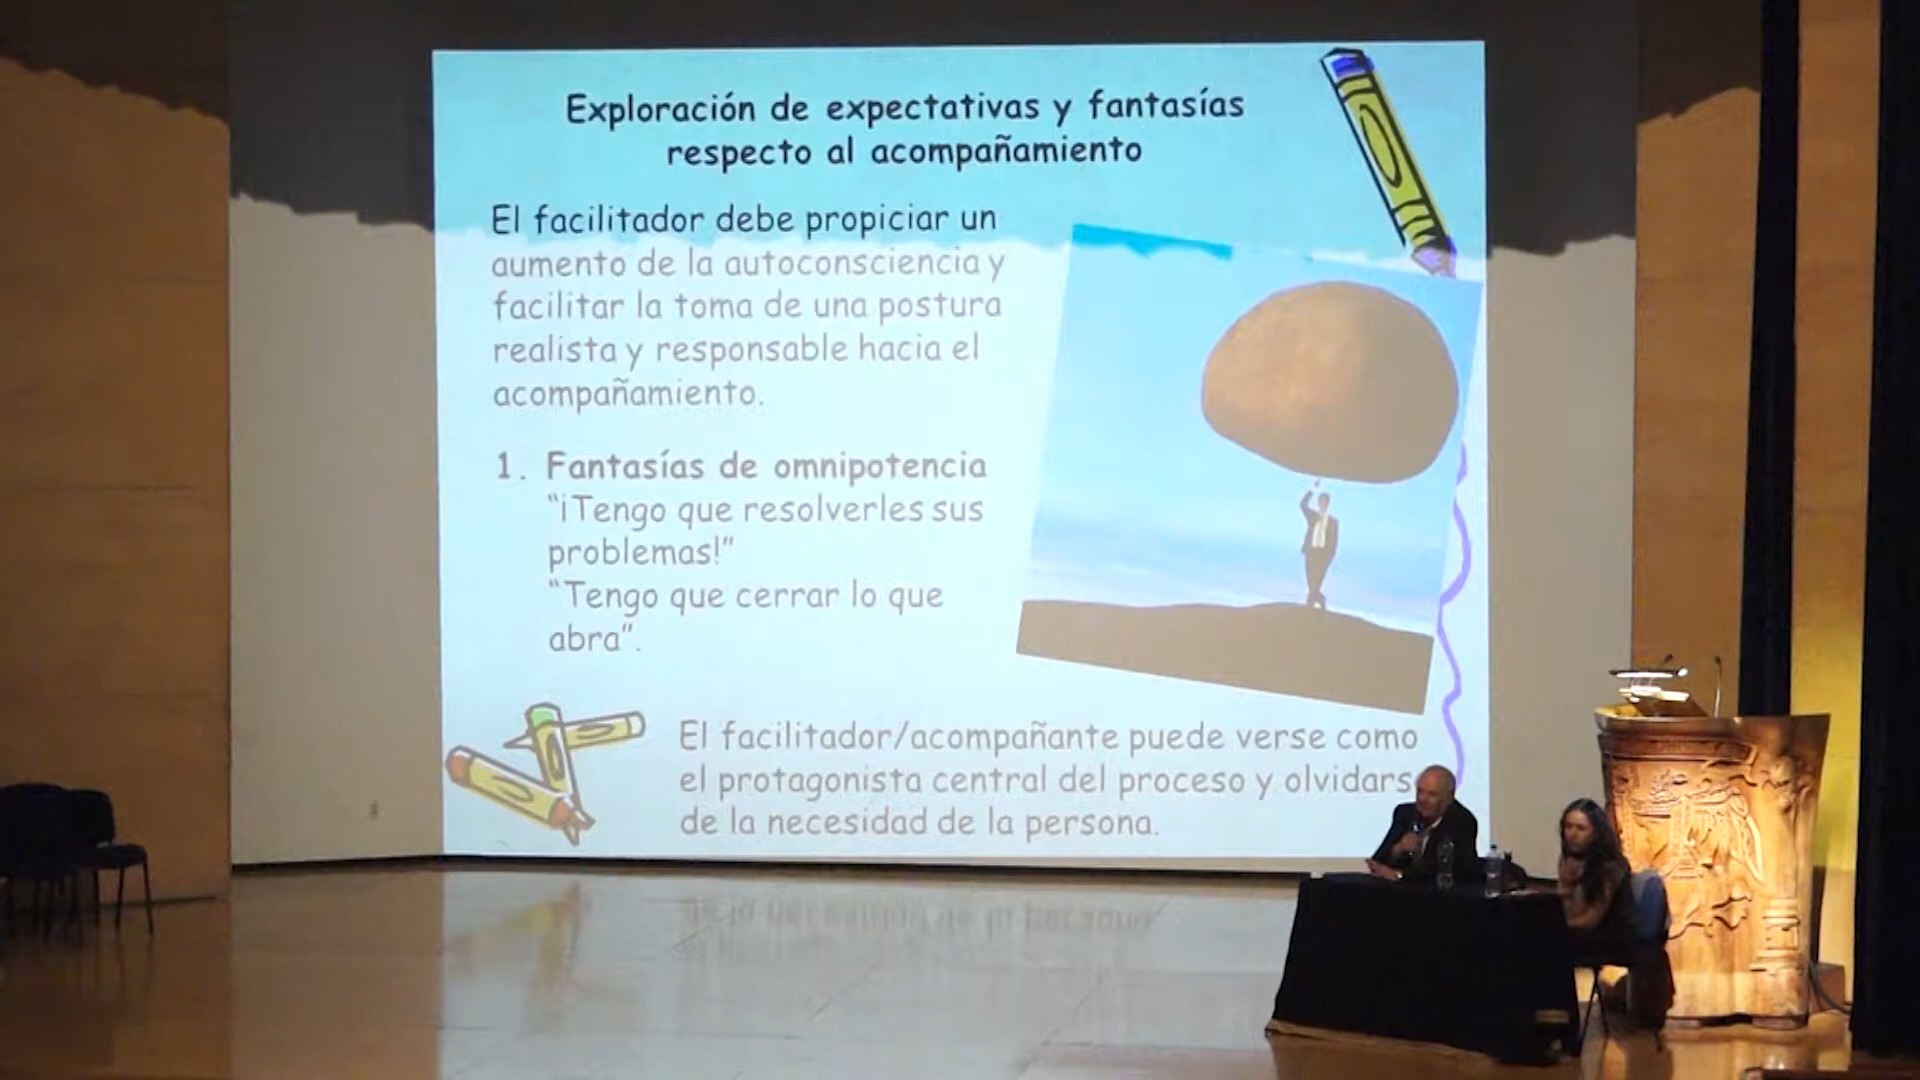 Exploración de expectativas y fantasías
respecto al acompañamiento
El facilitador debe propiciar un
aumento de la autoconsciencia y
facilitar la toma de una postura
realista y responsable hacia el
acompañamiento.
1. Fantasías de omnipotencia
"¡Tengo que resolverles sus
problemas!"
"Tengo que cerrar lo que
abra".
El facilitador/acompañante puede verse como
el protagonista central del proceso y olvidars
de la necesidad de la persona.